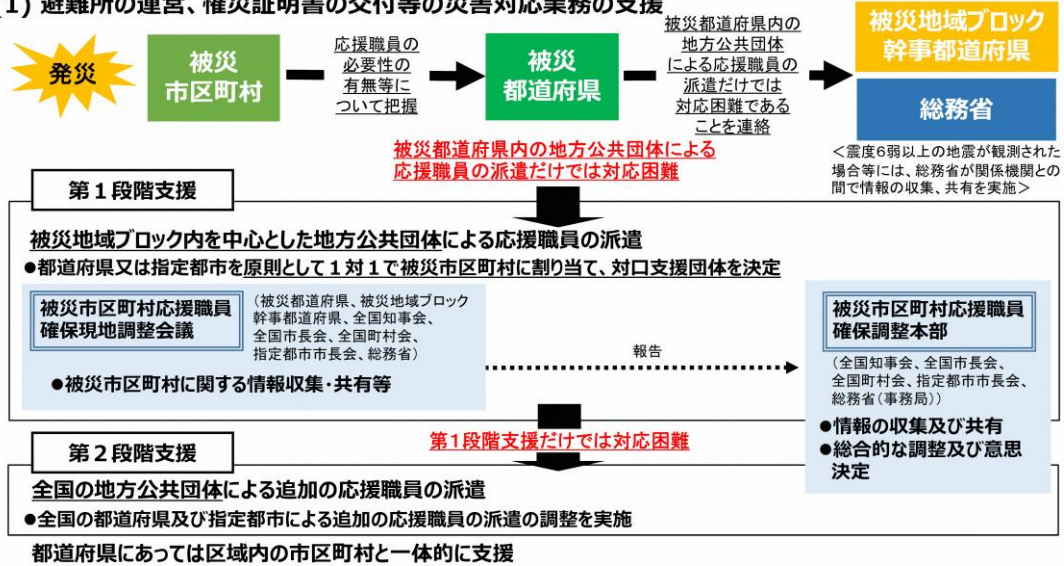 1) 避難所の運営、罹災証明書の交付等の災害対応業務の支援
発災
被災
市区町村
応援職員の
必要性の
有無等に
ついて把握
被災
都道府県
被災都道府県内の
地方公共団体
による応援職員の
派遣だけでは
対応困難である
ことを連絡
被災地域ブロック
幹事都道府県
総務省
＜震度6弱以上の地震が観測された
場合等には、総務省が関係機関との
間で情報の収集、共有を実施＞
被災都道府県内の地方公共団体による
応援職員の派遣だけでは対応困難
第１段階支援
被災地域ブロック内を中心とした地方公共団体による応援職員の派遣
●都道府県又は指定都市を原則として１対１で被災市区町村に割り当て、対口支援団体を決定
被災市区町村応援職員
確保現地調整会議
（被災都道府県、被災地域ブロック
幹事都道府県、全国知事会、
全国市長会、全国町村会、
指定都市市長会、総務省）
●被災市区町村に関する情報収集・共有等
報告
被災市区町村応援職員
確保調整本部
（全国知事会、全国市長会、
全国町村会、指定都市市長会、
総務省（事務局））
●情報の収集及び共有
●総合的な調整及び意思
決定
第１段階支援だけでは対応困難
第２段階支援
全国の地方公共団体による追加の応援職員の派遣
●全国の都道府県及び指定都市による追加の応援職員の派遣の調整を実施
都道府県にあっては区域内の市区町村と一体的に支援